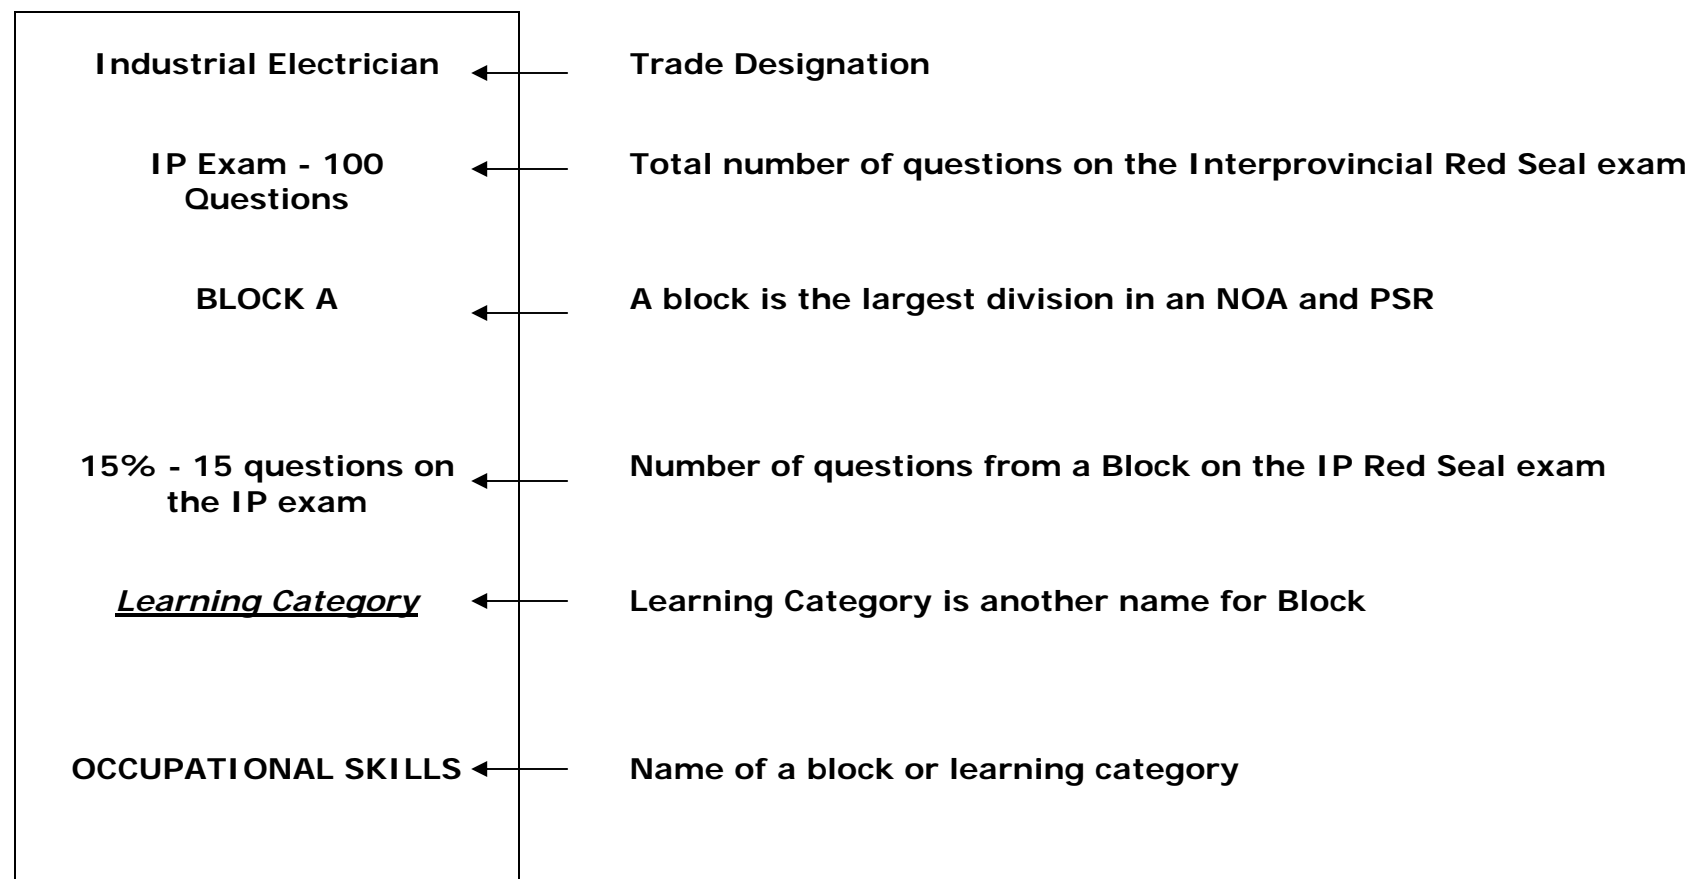 Industrial Electrician
Trade Designation
IP Exam - 100
Questions
Total number of questions on the Interprovincial Red Seal exam
BLOCK A
A block is the largest division in an NOA and PSR
15% - 15 questions on
the IP exam
Number of questions from a Block on the IP Red Seal exam
Learning Category
Learning Category is another name for Block
OCCUPATIONAL SKILLS
Name of a block or learning category